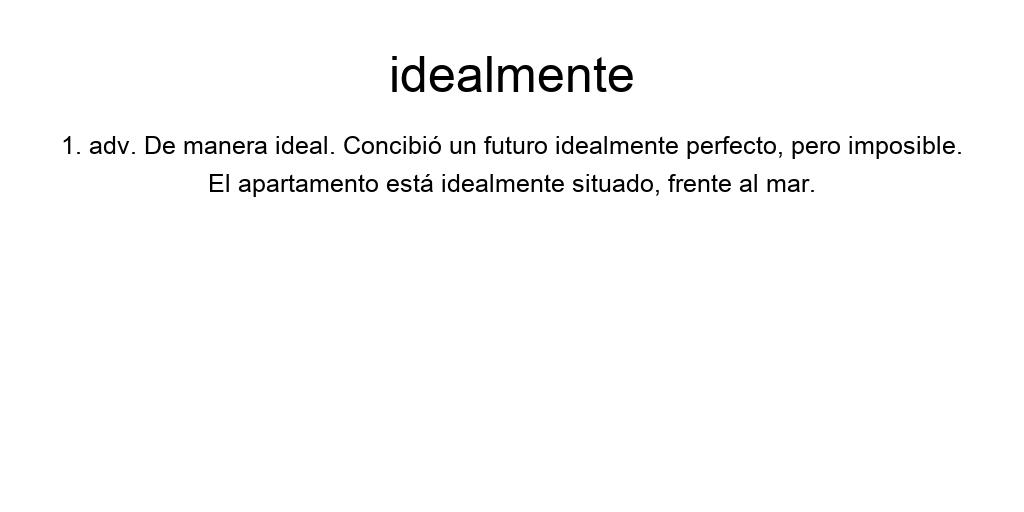 idealmente
1. adv. De manera ideal. Concibió un futuro idealmente perfecto, pero imposible.
El apartamento está idealmente situado, frente al mar.